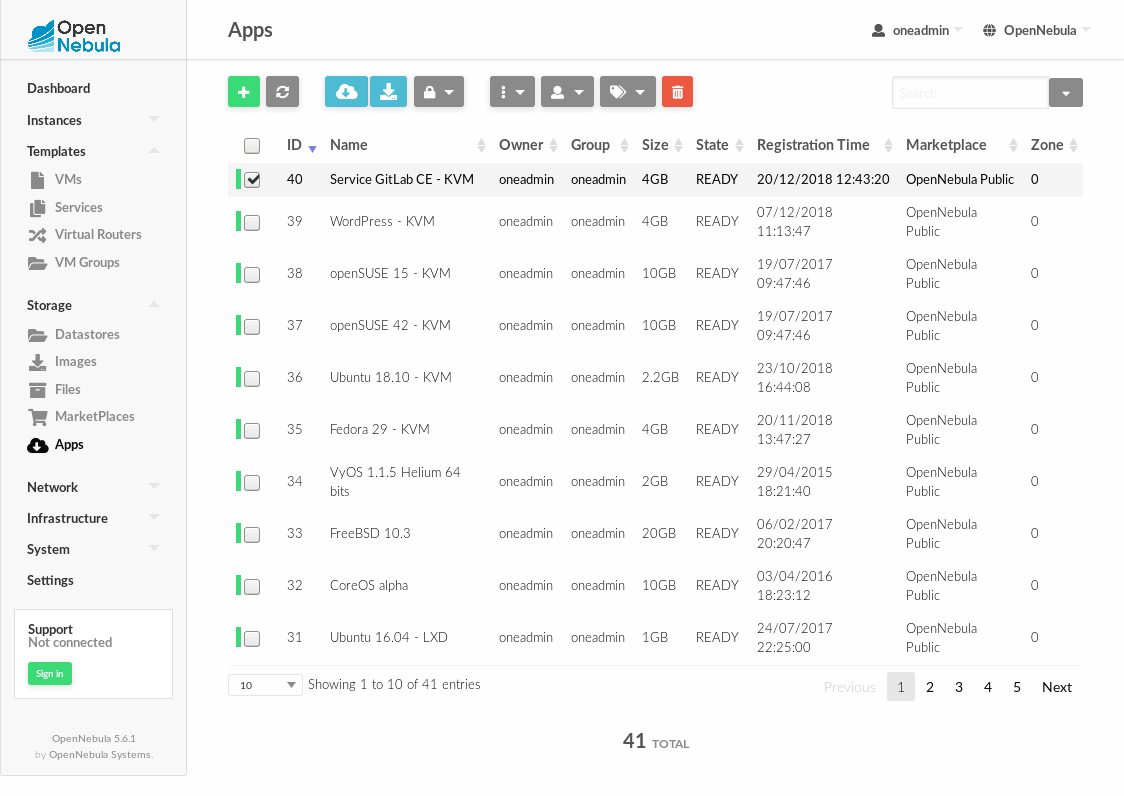 Open
Nebula
Apps
oneadmin
OpenNebula
Dashboard
Instances
Templates
VMs
Services
Virtual Routers
VM Groups
Storage
Datastores
Images
Files
MarketPlaces
Apps
Network
Infrastructure
System
Settings
Support
Not connected
Sign in
OpenNebula 5.6.1
by OpenNebula Systems.
Search
ID Name Owner Group Size State Registration Time Marketplace Zone
40 Service GitLab CE - KVM oneadmin oneadmin 4GB READY 20/12/2018 12:43:20 OpenNebula Public 0
39 WordPress - KVM oneadmin oneadmin 4GB READY 07/12/2018 OpenNebula 0
11:13:47 Public
38 openSUSE 15 - KVM oneadmin oneadmin 10GB READY 19/07/2017 OpenNebula 0
09:47:46 Public
37 openSUSE 42 - KVM oneadmin oneadmin 10GB READY 19/07/2017 OpenNebula 0
09:47:46 Public
36 Ubuntu 18.10 - KVM oneadmin oneadmin 2.2GB READY 23/10/2018 OpenNebula 0
16:44:08 Public
35 Fedora 29 - KVM oneadmin oneadmin 4GB READY 20/11/2018 OpenNebula 0
13:47:27 Public
34 VyOS 1.1.5 Helium 64 oneadmin oneadmin 2GB READY 29/04/2015 OpenNebula 0
bits 18:21:40 Public
33 FreeBSD 10.3 oneadmin oneadmin 20GB READY 06/02/2017 OpenNebula 0
20:20:47 Public
32 CoreOS alpha oneadmin oneadmin 10GB READY 03/04/2016 OpenNebula 0
18:23:12 Public
31 Ubuntu 16.04 - LXD oneadmin oneadmin 1GB READY 24/07/2017 OpenNebula 0
22:25:00 Public
10 Showing 1 to 10 of 41 entries
Previous 1 2 3 4 5 Next
41 TOTAL